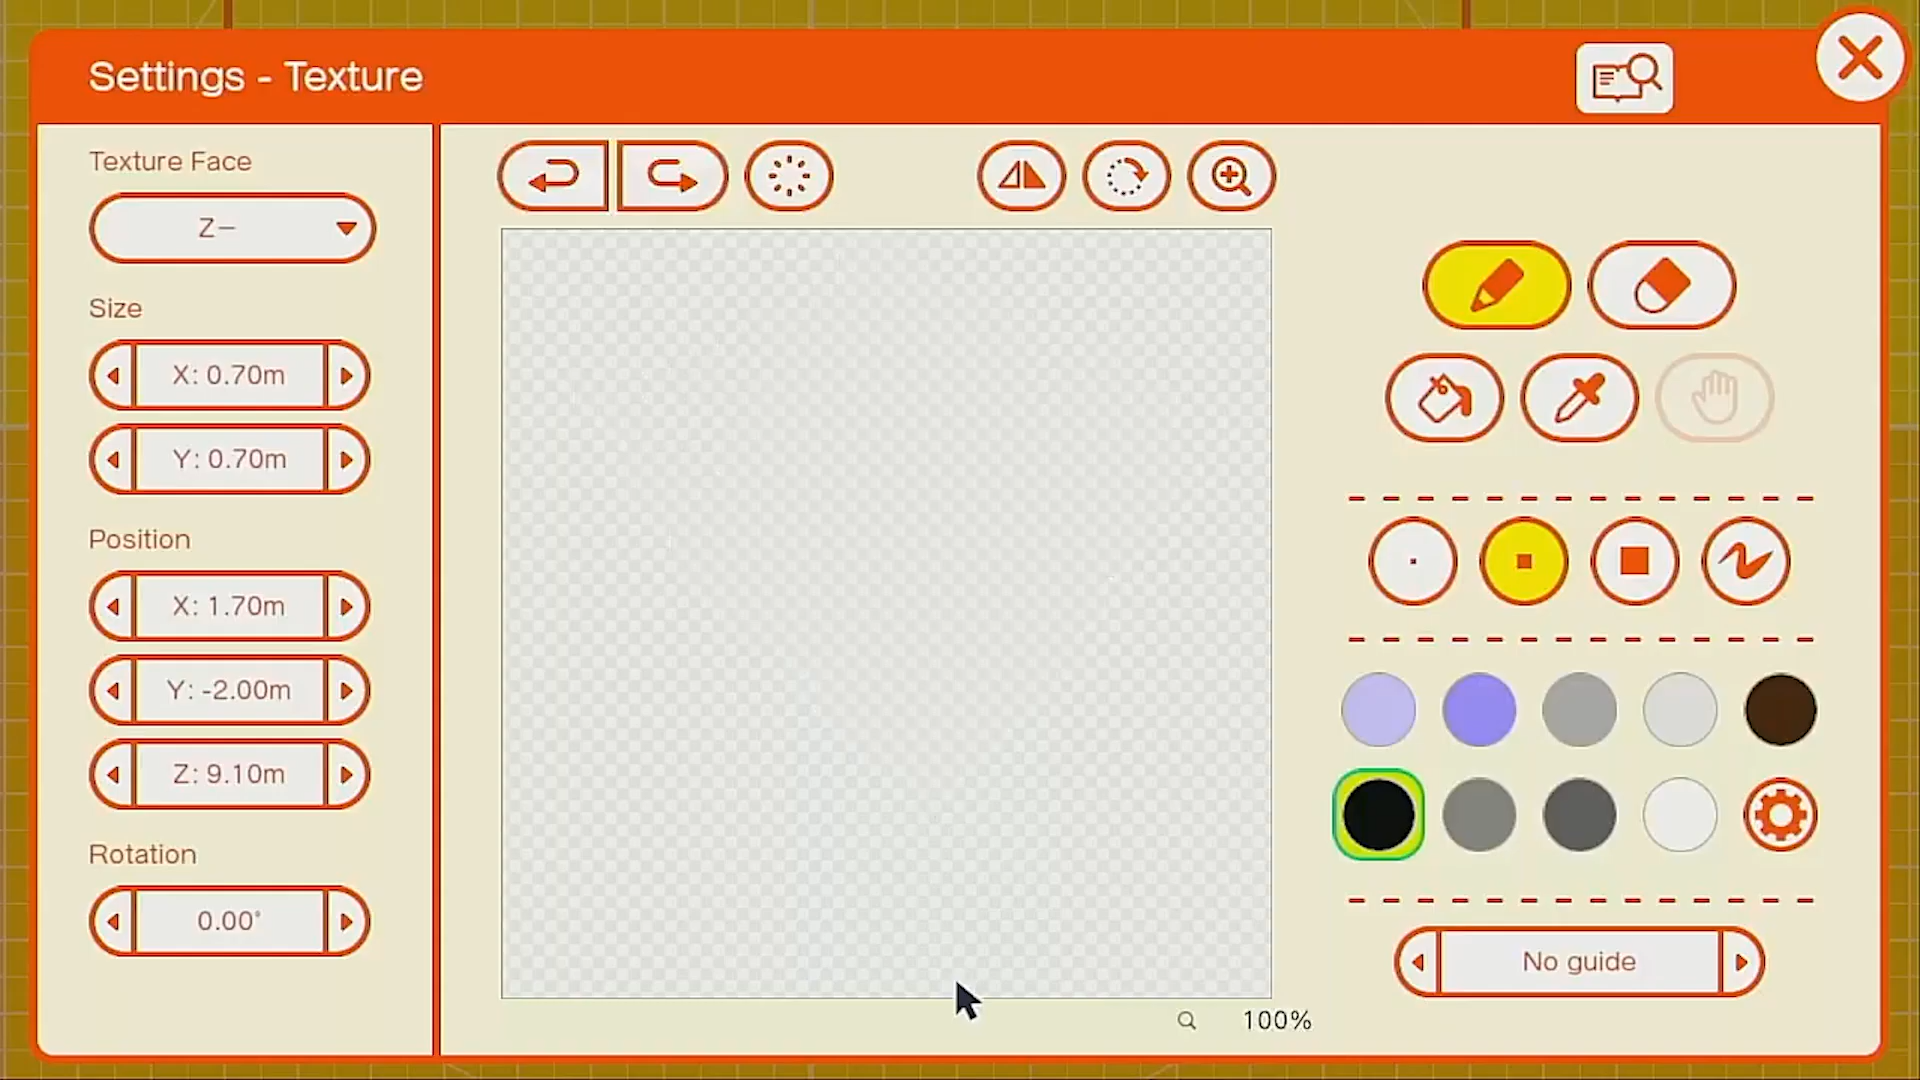 Settings - Texture
Texture Face
Z−
Size
X: 0.70m
Y: 0.70m
Position
X: 1.70m
Y: -2.00m
Z: 9.10m
Rotation
0.00°
No guide
100%